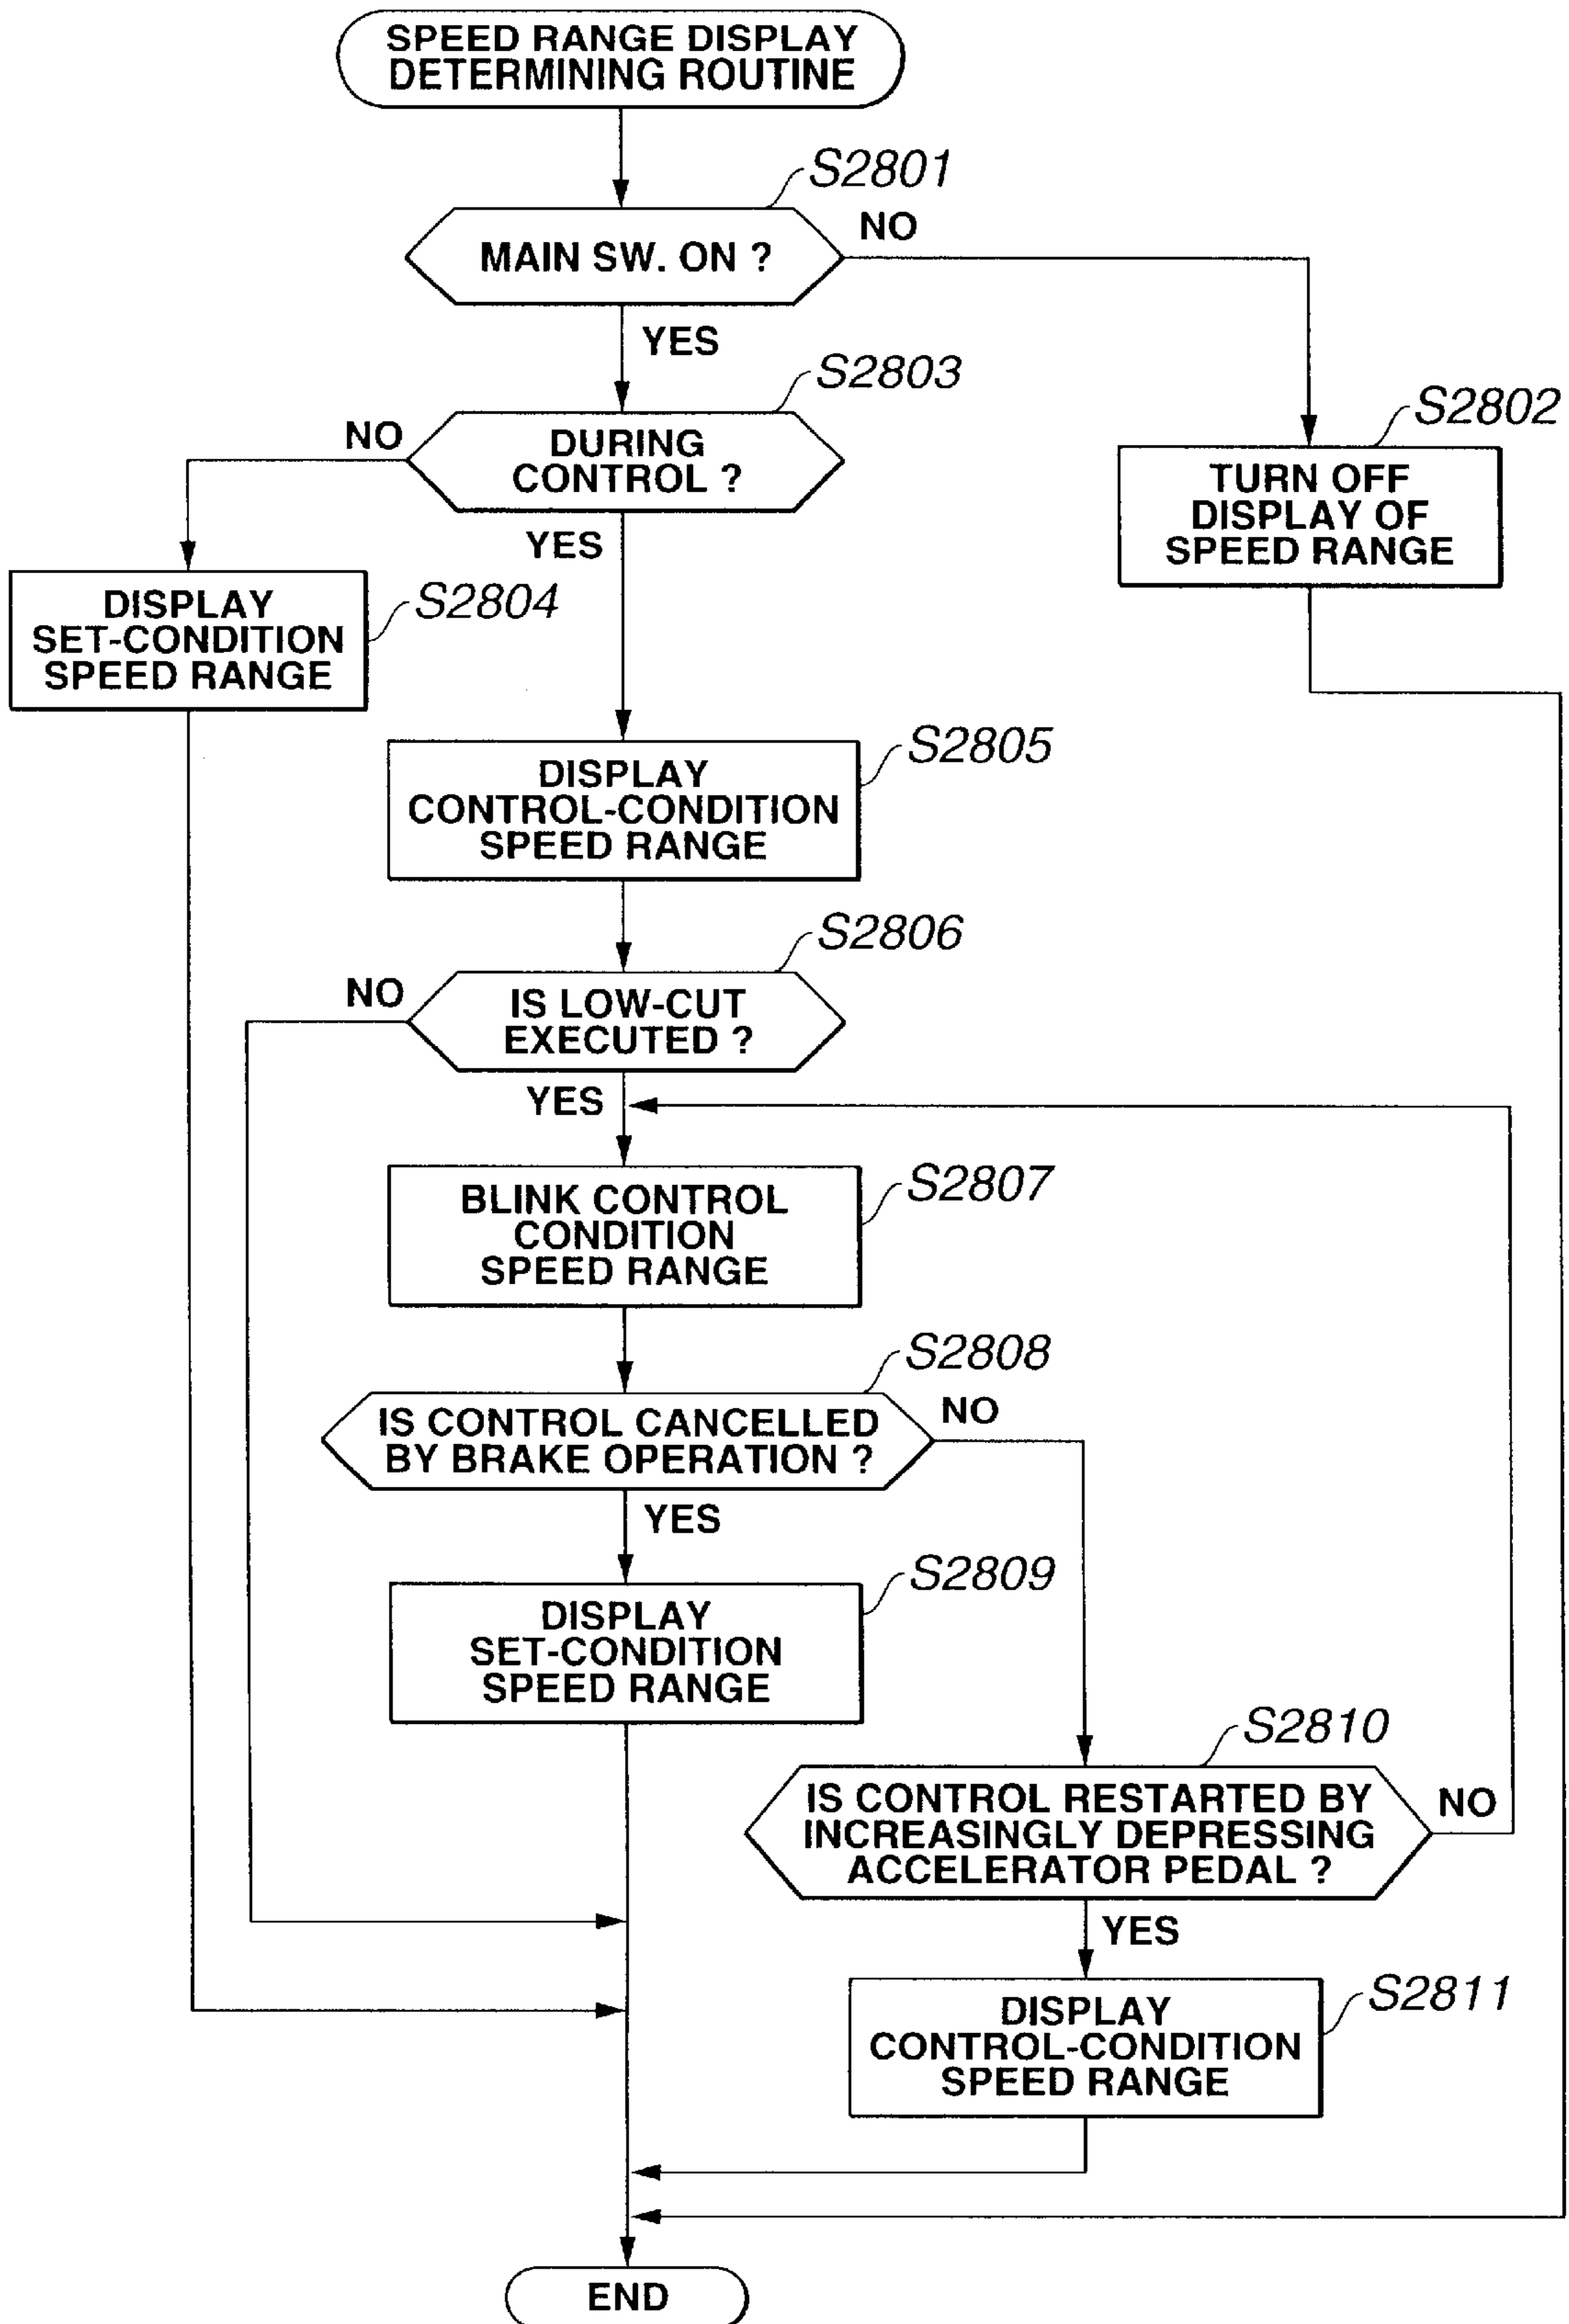 SPEED RANGE DISPLAY
DETERMINING ROUTINE
S2801
MAIN SW. ON ?
NO
YES
S2803
NO
DURING
CONTROL ?
YES
S2802
TURN OFF
DISPLAY OF
SPEED RANGE
S2804
DISPLAY
SET-CONDITION
SPEED RANGE
S2805
DISPLAY
CONTROL-CONDITION
SPEED RANGE
S2806
NO
IS LOW-CUT
EXECUTED ?
YES
S2807
BLINK CONTROL
CONDITION
SPEED RANGE
S2808
IS CONTROL CANCELLED
BY BRAKE OPERATION ?
NO
YES
S2809
DISPLAY
SET-CONDITION
SPEED RANGE
S2810
IS CONTROL RESTARTED BY
INCREASINGLY DEPRESSING
ACCELERATOR PEDAL ?
NO
YES
S2811
DISPLAY
CONTROL-CONDITION
SPEED RANGE
END